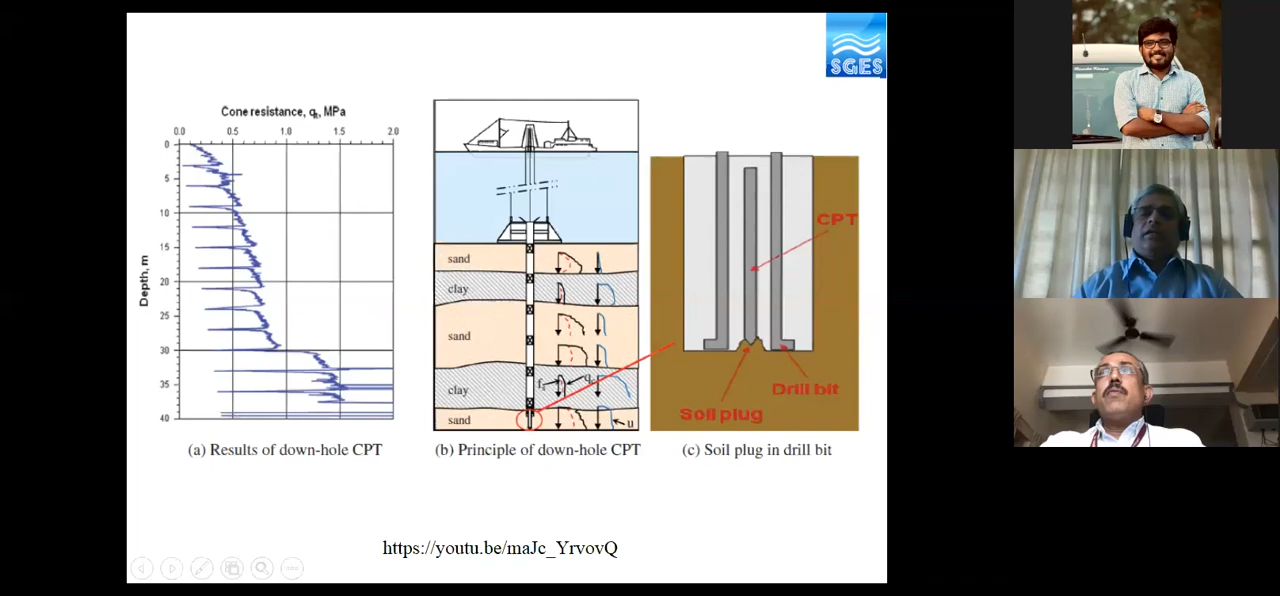 SGES
Cone resistance, qt, MPa
0.0 0.5 1.0 1.5 2.0
0
5
10
15
20
25
30
35
40
Depth, m
(a) Results of down-hole CPT
sand
clay
sand
clay
sand
fs
u
(b) Principle of down-hole CPT
CPT
Drill bit
Soil plug
(c) Soil plug in drill bit
https://youtu.be/maJc_YrvovQ